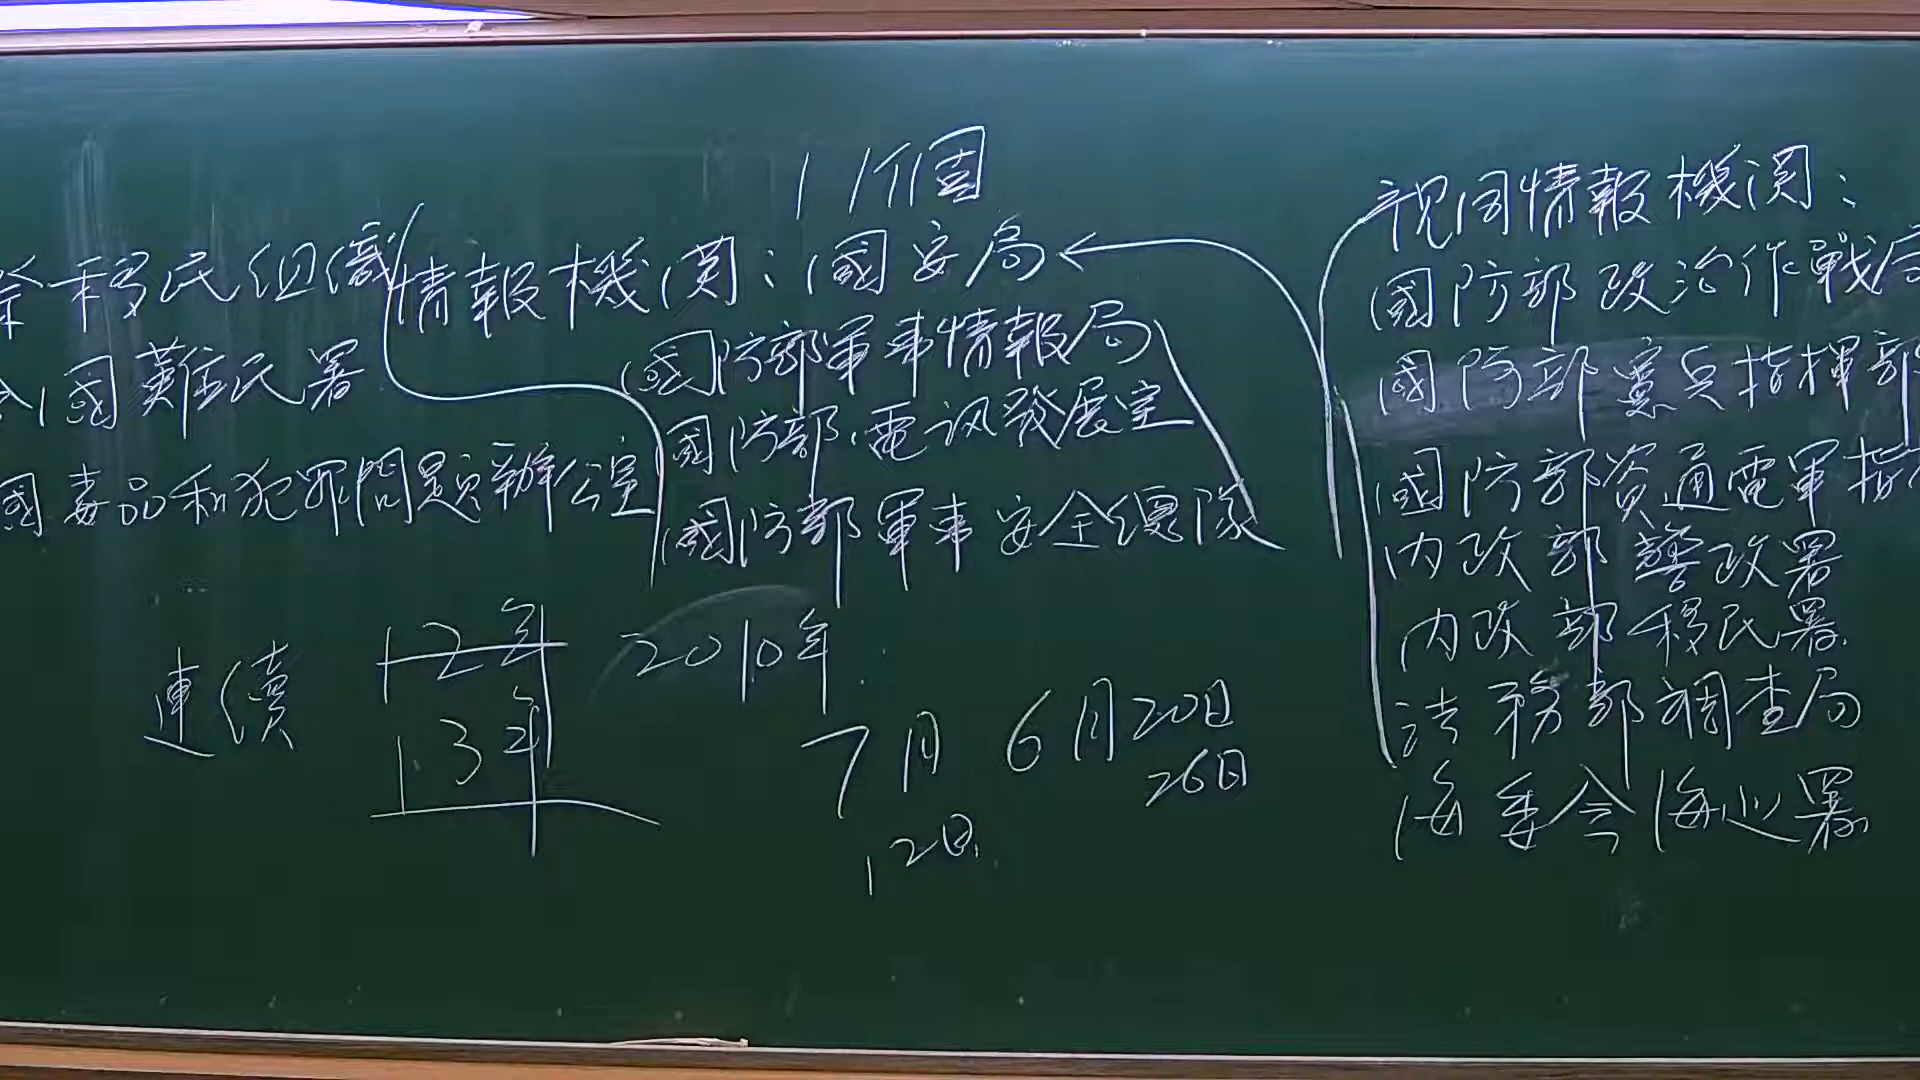 11個
移民組織
國難民署
國毒品和犯罪問題辦公室
情報機関:國安局
國防部軍事情報局
國防部電訊發展室
國防部軍事安全總隊
視同情報機関:
國防部政治作戰局
國防部憲兵指揮部
國防部資通電軍指
内政部警政署
内政部移民署
法務部調查局
海委会海巡署
連續 12年 2010年
13年
7月 6月20日
26日
12日